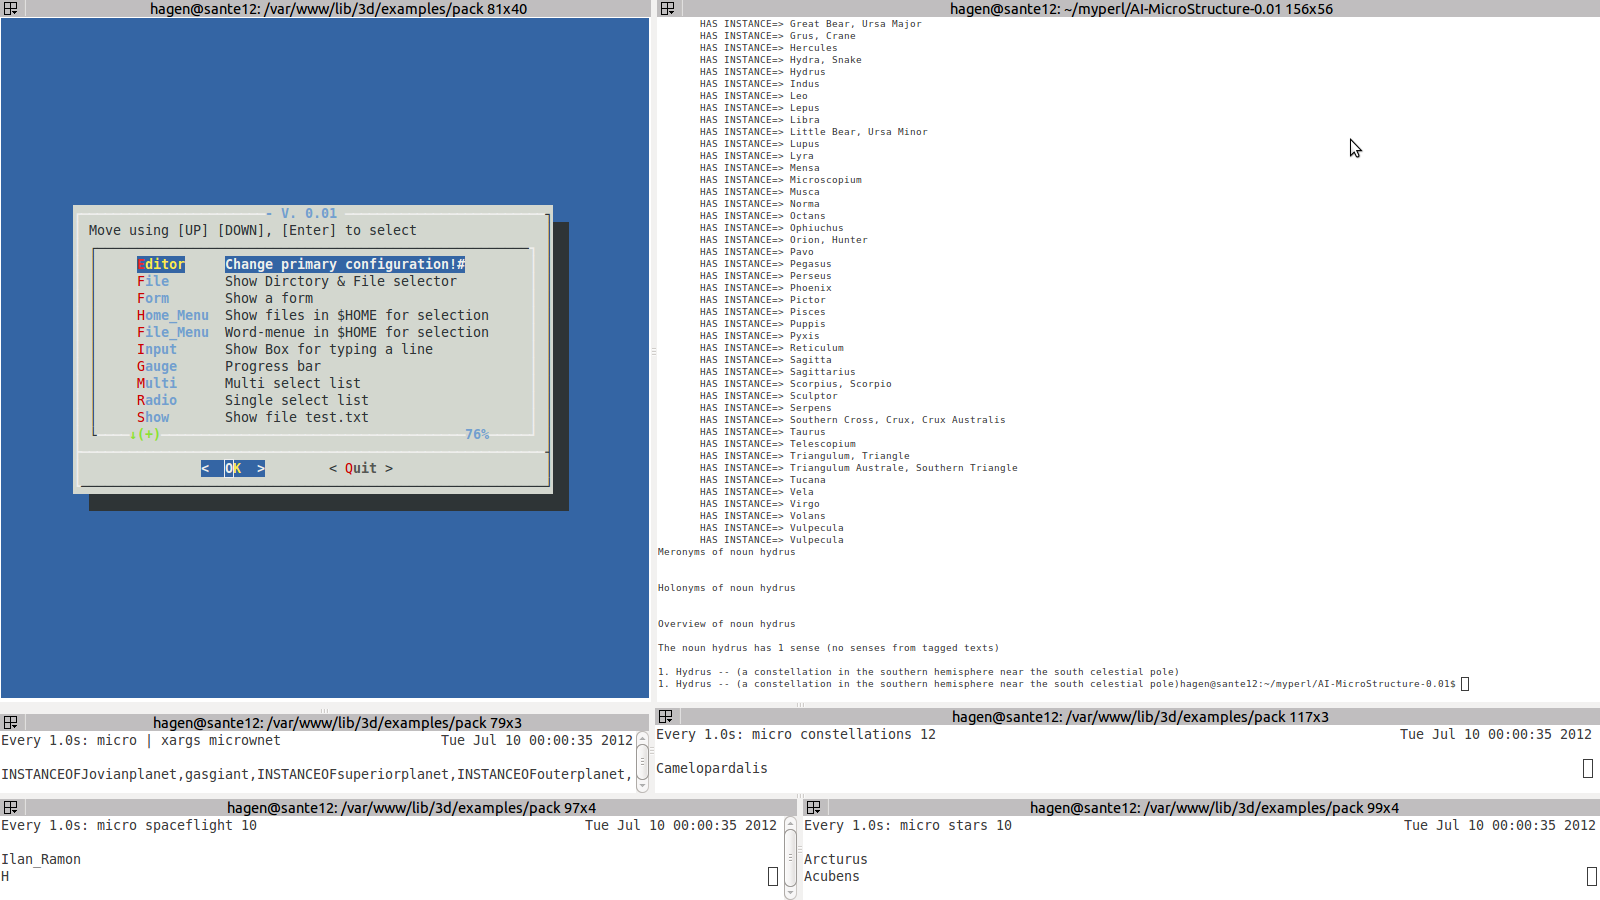 hagen@sante12: /var/www/lib/3d/examples/pack 81x40
- V. 0.01
Move using [UP] [DOWN], [Enter] to select
Editor Change primary configuration!#
File Show Dirctory & File selector
Form Show a form
Home_Menu Show files in $HOME for selection
File_Menu Word-menue in $HOME for selection
Input Show Box for typing a line
Gauge Progress bar
Multi Multi select list
Radio Single select list
Show Show file test.txt
↓(+) 76%
< OK > < Quit >
hagen@sante12: ~/myperl/AI-MicroStructure-0.01 156x56
HAS INSTANCE=> Great Bear, Ursa Major
HAS INSTANCE=> Grus, Crane
HAS INSTANCE=> Hercules
HAS INSTANCE=> Hydra, Snake
HAS INSTANCE=> Hydrus
HAS INSTANCE=> Indus
HAS INSTANCE=> Leo
HAS INSTANCE=> Lepus
HAS INSTANCE=> Libra
HAS INSTANCE=> Little Bear, Ursa Minor
HAS INSTANCE=> Lupus
HAS INSTANCE=> Lyra
HAS INSTANCE=> Mensa
HAS INSTANCE=> Microscopium
HAS INSTANCE=> Musca
HAS INSTANCE=> Norma
HAS INSTANCE=> Octans
HAS INSTANCE=> Ophiuchus
HAS INSTANCE=> Orion, Hunter
HAS INSTANCE=> Pavo
HAS INSTANCE=> Pegasus
HAS INSTANCE=> Perseus
HAS INSTANCE=> Phoenix
HAS INSTANCE=> Pictor
HAS INSTANCE=> Pisces
HAS INSTANCE=> Puppis
HAS INSTANCE=> Pyxis
HAS INSTANCE=> Reticulum
HAS INSTANCE=> Sagitta
HAS INSTANCE=> Sagittarius
HAS INSTANCE=> Scorpius, Scorpio
HAS INSTANCE=> Sculptor
HAS INSTANCE=> Serpens
HAS INSTANCE=> Southern Cross, Crux, Crux Australis
HAS INSTANCE=> Taurus
HAS INSTANCE=> Telescopium
HAS INSTANCE=> Triangulum, Triangle
HAS INSTANCE=> Triangulum Australe, Southern Triangle
HAS INSTANCE=> Tucana
HAS INSTANCE=> Vela
HAS INSTANCE=> Virgo
HAS INSTANCE=> Volans
HAS INSTANCE=> Vulpecula
HAS INSTANCE=> Vulpecula
Meronyms of noun hydrus
Holonyms of noun hydrus
Overview of noun hydrus
The noun hydrus has 1 sense (no senses from tagged texts)
1. Hydrus -- (a constellation in the southern hemisphere near the south celestial pole)
1. Hydrus -- (a constellation in the southern hemisphere near the south celestial pole)hagen@sante12:~/myperl/AI-MicroStructure-0.01$
hagen@sante12: /var/www/lib/3d/examples/pack 79x3
Every 1.0s: micro | xargs micrownet Tue Jul 10 00:00:35 2012
INSTANCEOFJovianplanet,gasgiant,INSTANCEOFsuperiorplanet,INSTANCEOFouterplanet,
hagen@sante12: /var/www/lib/3d/examples/pack 117x3
Every 1.0s: micro constellations 12 Tue Jul 10 00:00:35 2012
Camelopardalis
hagen@sante12: /var/www/lib/3d/examples/pack 97x4
Every 1.0s: micro spaceflight 10 Tue Jul 10 00:00:35 2012
Ilan_Ramon
H
hagen@sante12: /var/www/lib/3d/examples/pack 99x4
Every 1.0s: micro stars 10 Tue Jul 10 00:00:35 2012
Arcturus
Acubens